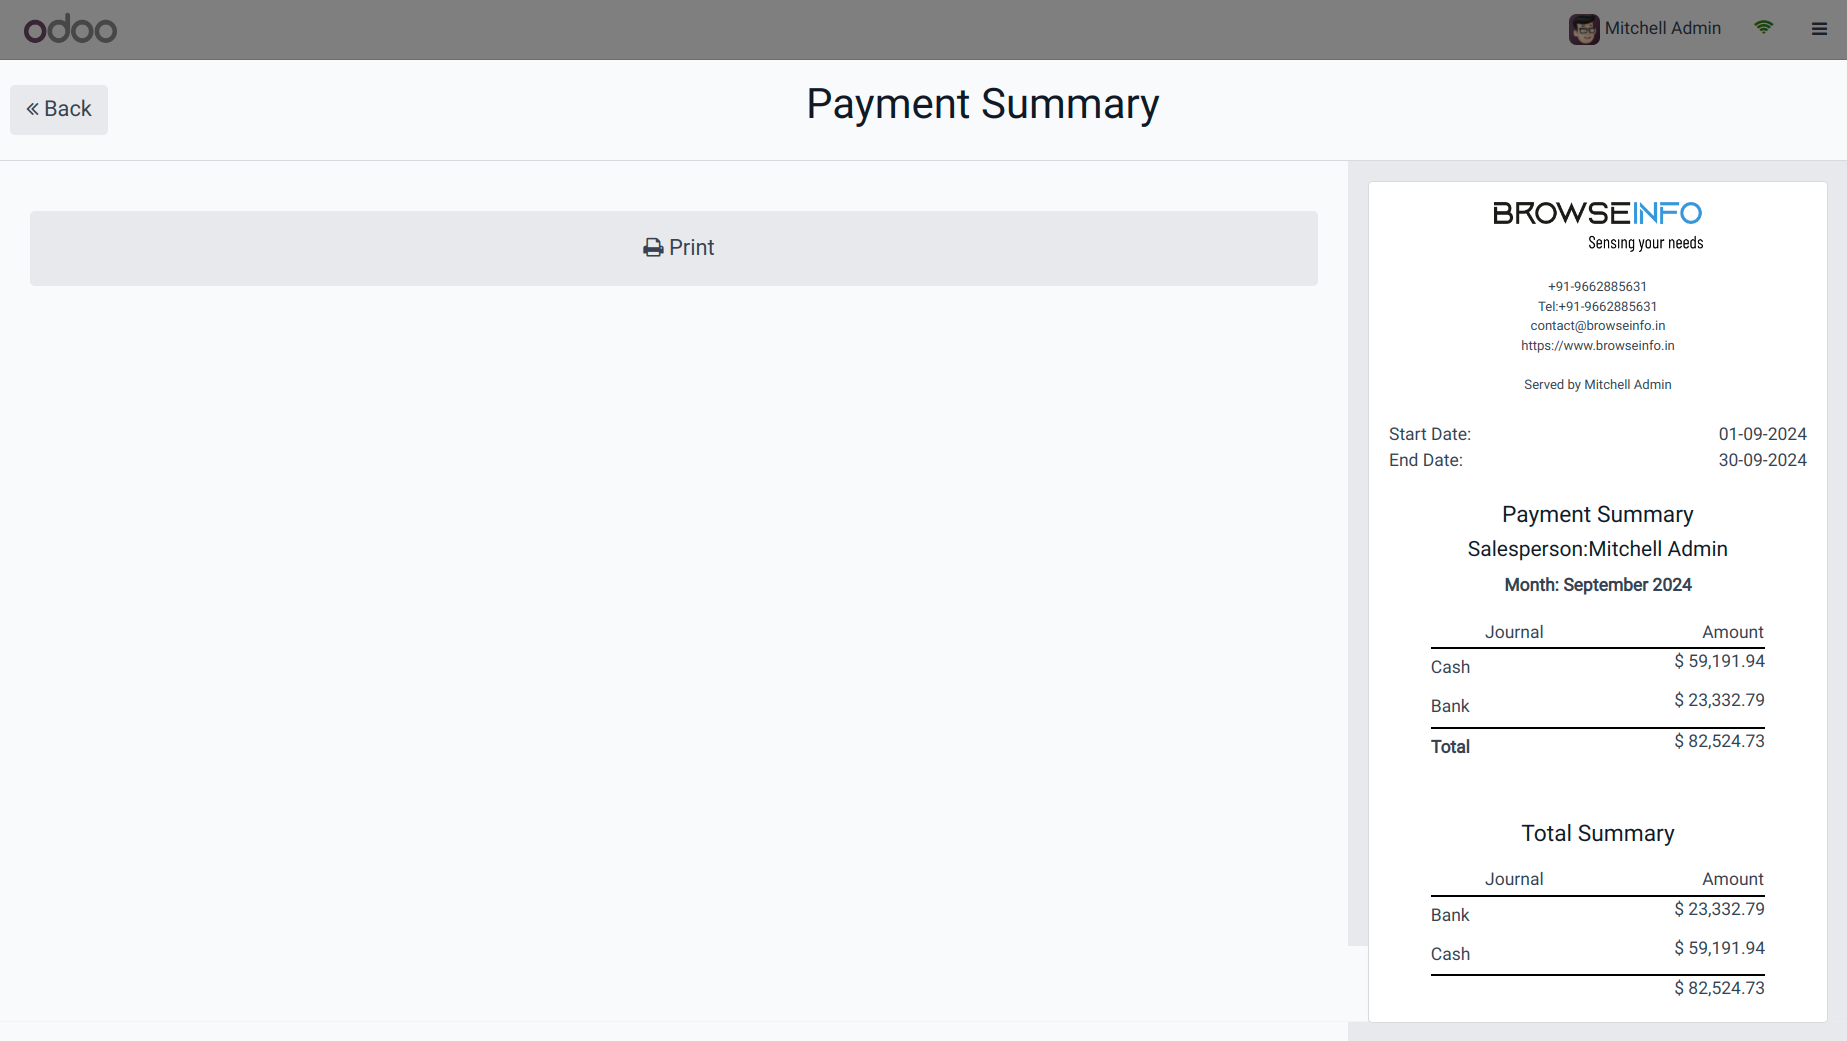 odoo
Mitchell Admin
Back
Payment Summary
Print
BROWSEINFO
Sensing your needs
+91-9662885631
Tel:+91-9662885631
contact@browseinfo.in
https://www.browseinfo.in
Served by Mitchell Admin
Start Date: 01-09-2024
End Date: 30-09-2024
Payment Summary
Salesperson:Mitchell Admin
Month: September 2024
Journal Amount
Cash $ 59,191.94
Bank $ 23,332.79
Total $ 82,524.73
Total Summary
Journal Amount
Bank $ 23,332.79
Cash $ 59,191.94
$ 82,524.73